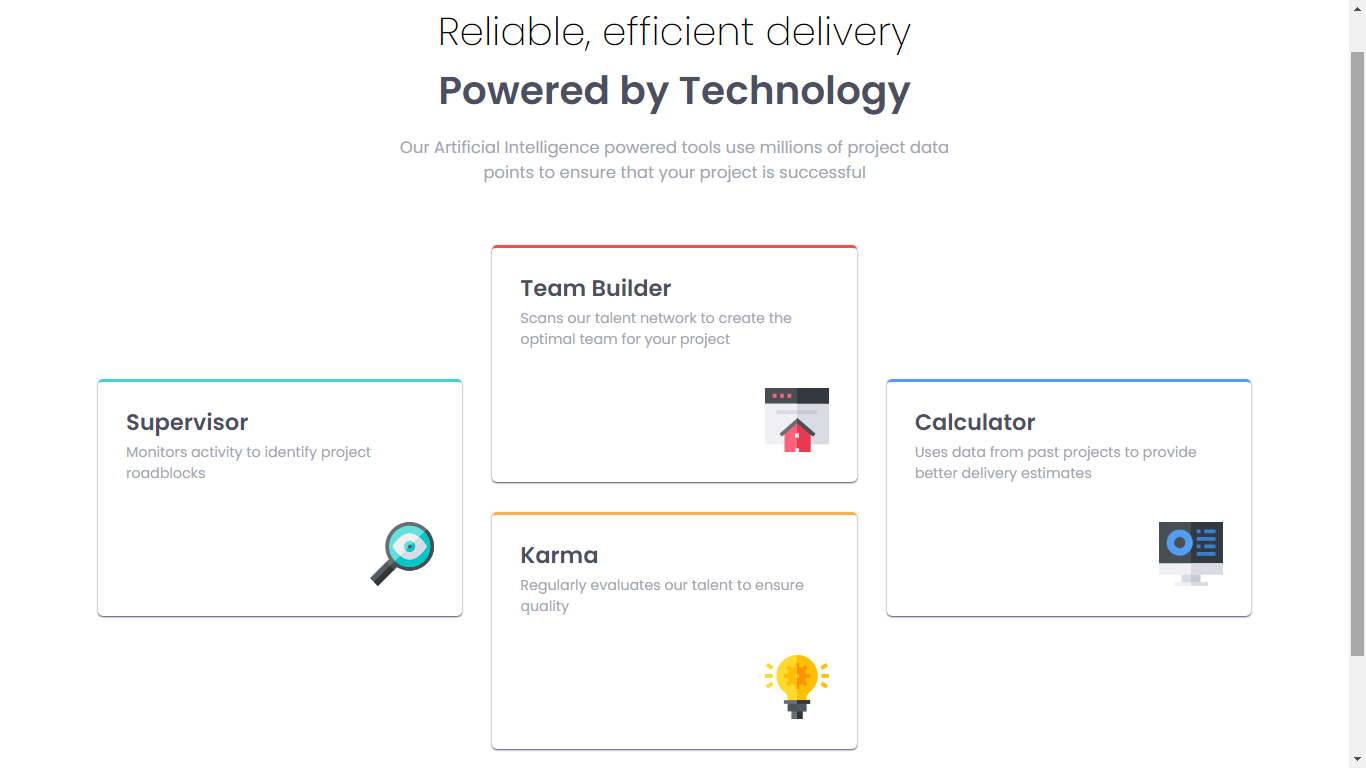 Reliable, efficient delivery
Powered by Technology
Our Artificial Intelligence powered tools use millions of project data
points to ensure that your project is successful
Team Builder
Scans our talent network to create the
optimal team for your project
Supervisor
Monitors activity to identify project
roadblocks
Calculator
Uses data from past projects to provide
better delivery estimates
Karma
Regularly evaluates our talent to ensure
quality